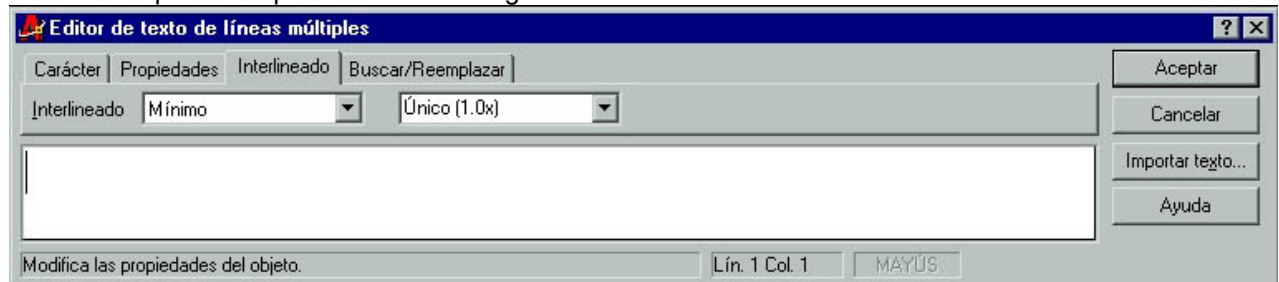 Editor de texto de líneas múltiples
Carácter Propiedades Interlineado Buscar/Reemplazar
Aceptar
Interlineado Mínimo Único (1.0x)
Cancelar
Importar texto...
Ayuda
Modifica las propiedades del objeto. Lín. 1 Col. 1 MAYÚS